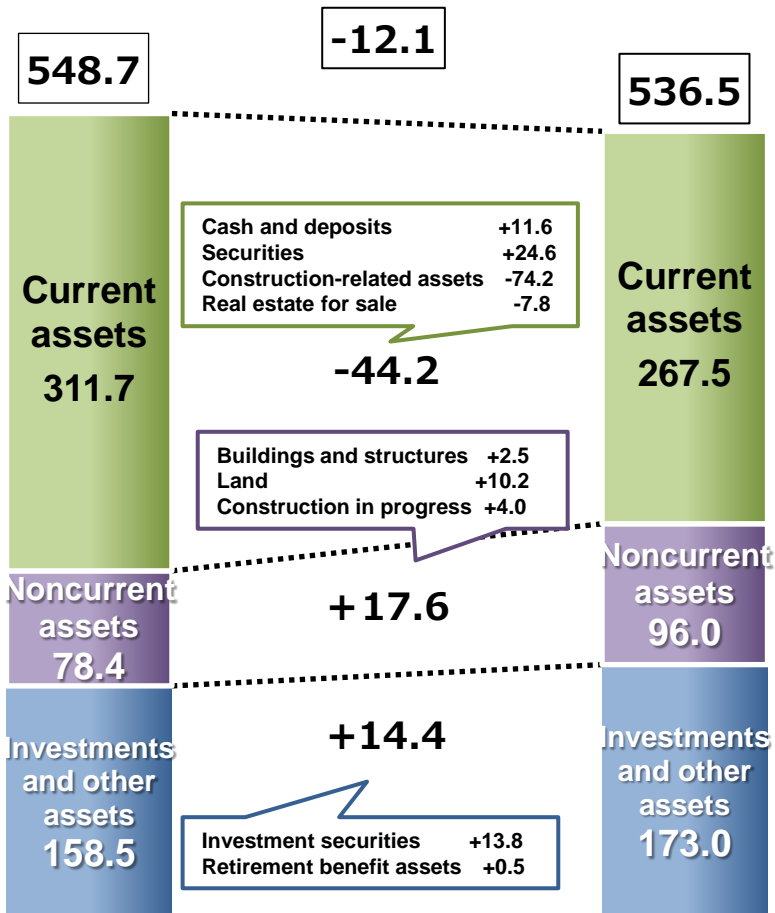 548.7
Current
assets
311.7
Noncurrent
assets
78.4
Investments
and other
assets
158.5
-12.1
Cash and deposits +11.6
Securities +24.6
Construction-related assets -74.2
Real estate for sale -7.8
-44.2
Buildings and structures +2.5
Land +10.2
Construction in progress +4.0
+17.6
+14.4
Investment securities +13.8
Retirement benefit assets +0.5
536.5
Current
assets
267.5
Noncurrent
assets
96.0
Investments
and other
assets
173.0